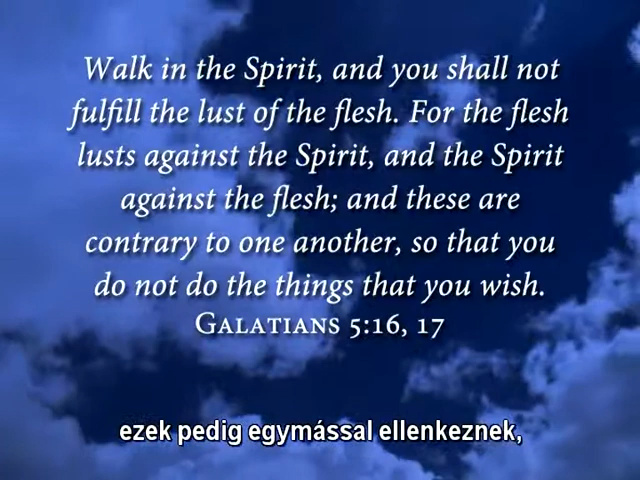 Walk in the Spirit, and you shall not
fulfill the lust of the flesh. For the flesh
lusts against the Spirit, and the Spirit
against the flesh; and these are
contrary to one another, so that you
do not do the things that you wish.
GALATIANS 5:16, 17
ezek pedig egymással ellenkeznek,